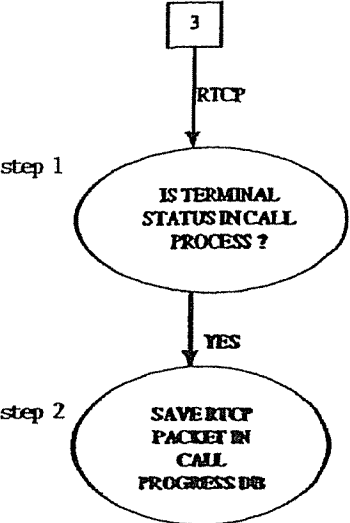 3
RTCP
step 1
IS TERMINAL
STATUS IN CALL
PROCESS ?
YES
step 2
SAVE RTCP
PACKET IN
CALL
PROGRESS DB